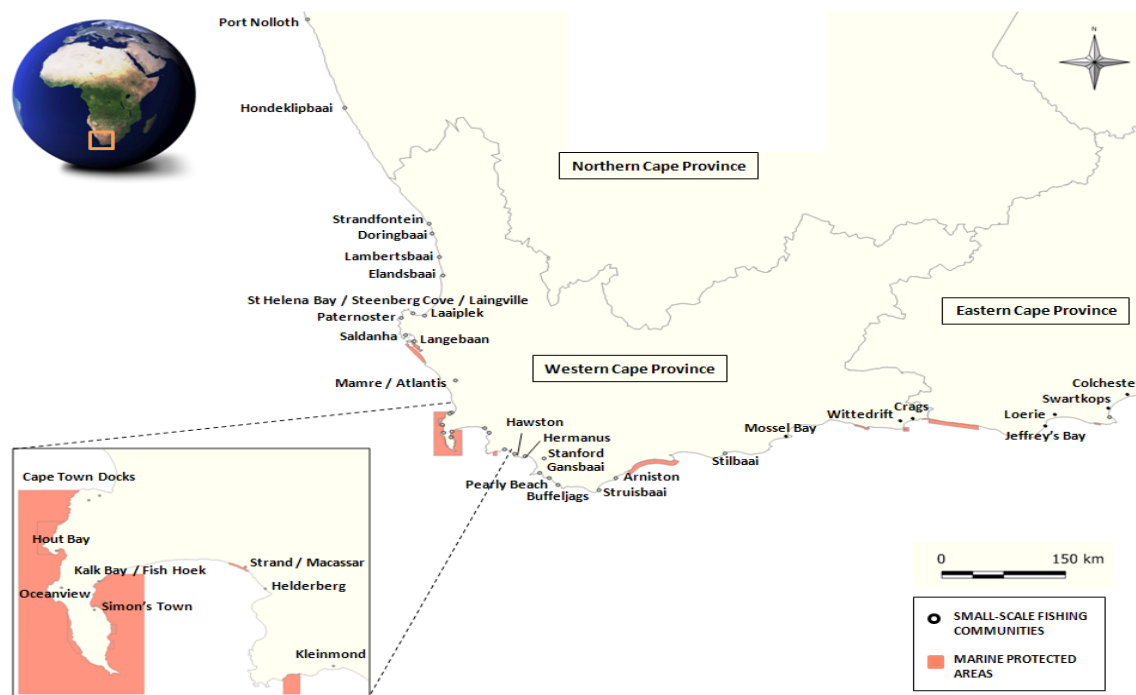 Port Nolloth
N
Hondeklipbaai
Northern Cape Province
Strandfontein
Doringbaai
Lambertsbaai
Elandsbaai
St Helena Bay / Steenberg Cove / Laingville
Laaiplek
Paternoster
Eastern Cape Province
Saldanha
Langebaan
Western Cape Province
Mamre / Atlantis
Colchester
Swartkops
Crags
Loerie
Wittedrift
Hawston
Mossel Bay
Jeffrey's Bay
Hermanus
Stanford
Gansbaai
Stilbaai
Arniston
Pearly Beach
Struisbaai
Buffeljags
Cape Town Docks
Hout Bay
Kalk Bay / Fish Hoek
Strand / Macassar
Oceanview
Helderberg
Simon's Town
Kleinmond
0 150 km
SMALL-SCALE FISHING
COMMUNITIES
MARINE PROTECTED
AREAS